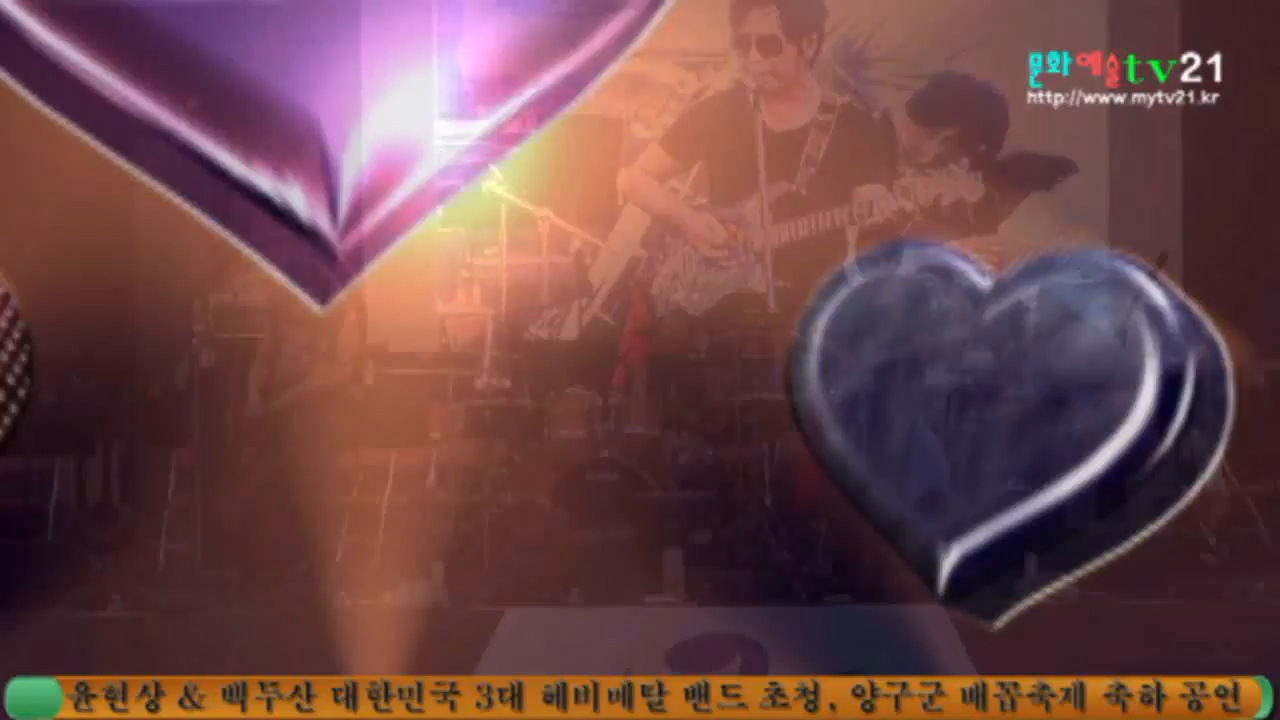 문화예술tv21
http://www.mytv21.kr
윤헌상 & 백두산 대한민국 3대 헤비메탈 밴드 초청, 양구군 배꼽축제 축하 공연